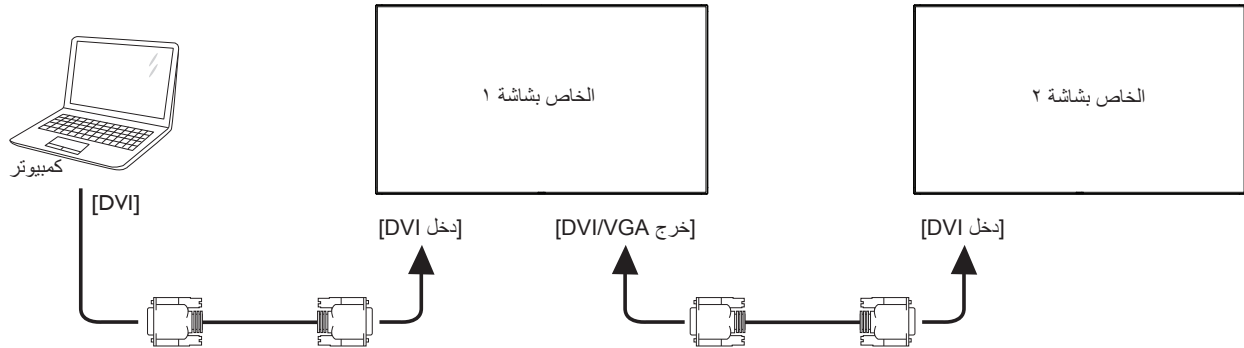 الخاص بشاشة ١
الخاص بشاشة ٢
كمبيوتر
[DVI]
[دخل DVI]
[خرج DVI/VGA]
[دخل DVI]